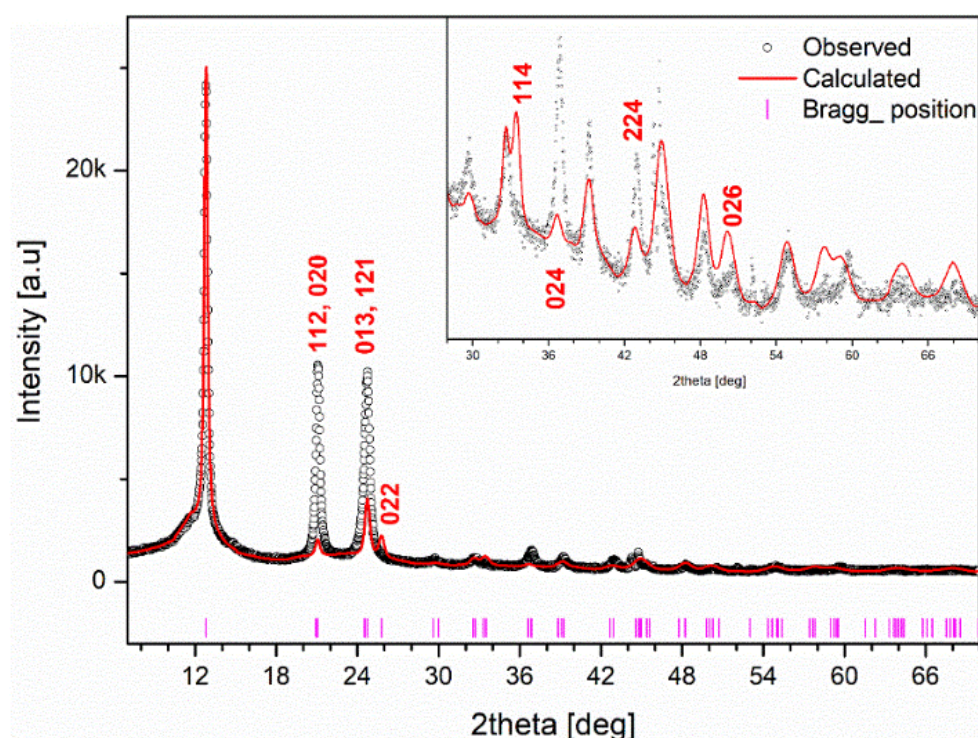 Observed
Calculated
Bragg_ position
114
224
026
024
30 36 42 48 54 60 66
2theta [deg]
112, 020
013, 121
022
Intensity [a.u]
20k
10k
0
12 18 24 30 36 42 48 54 60 66
2theta [deg]